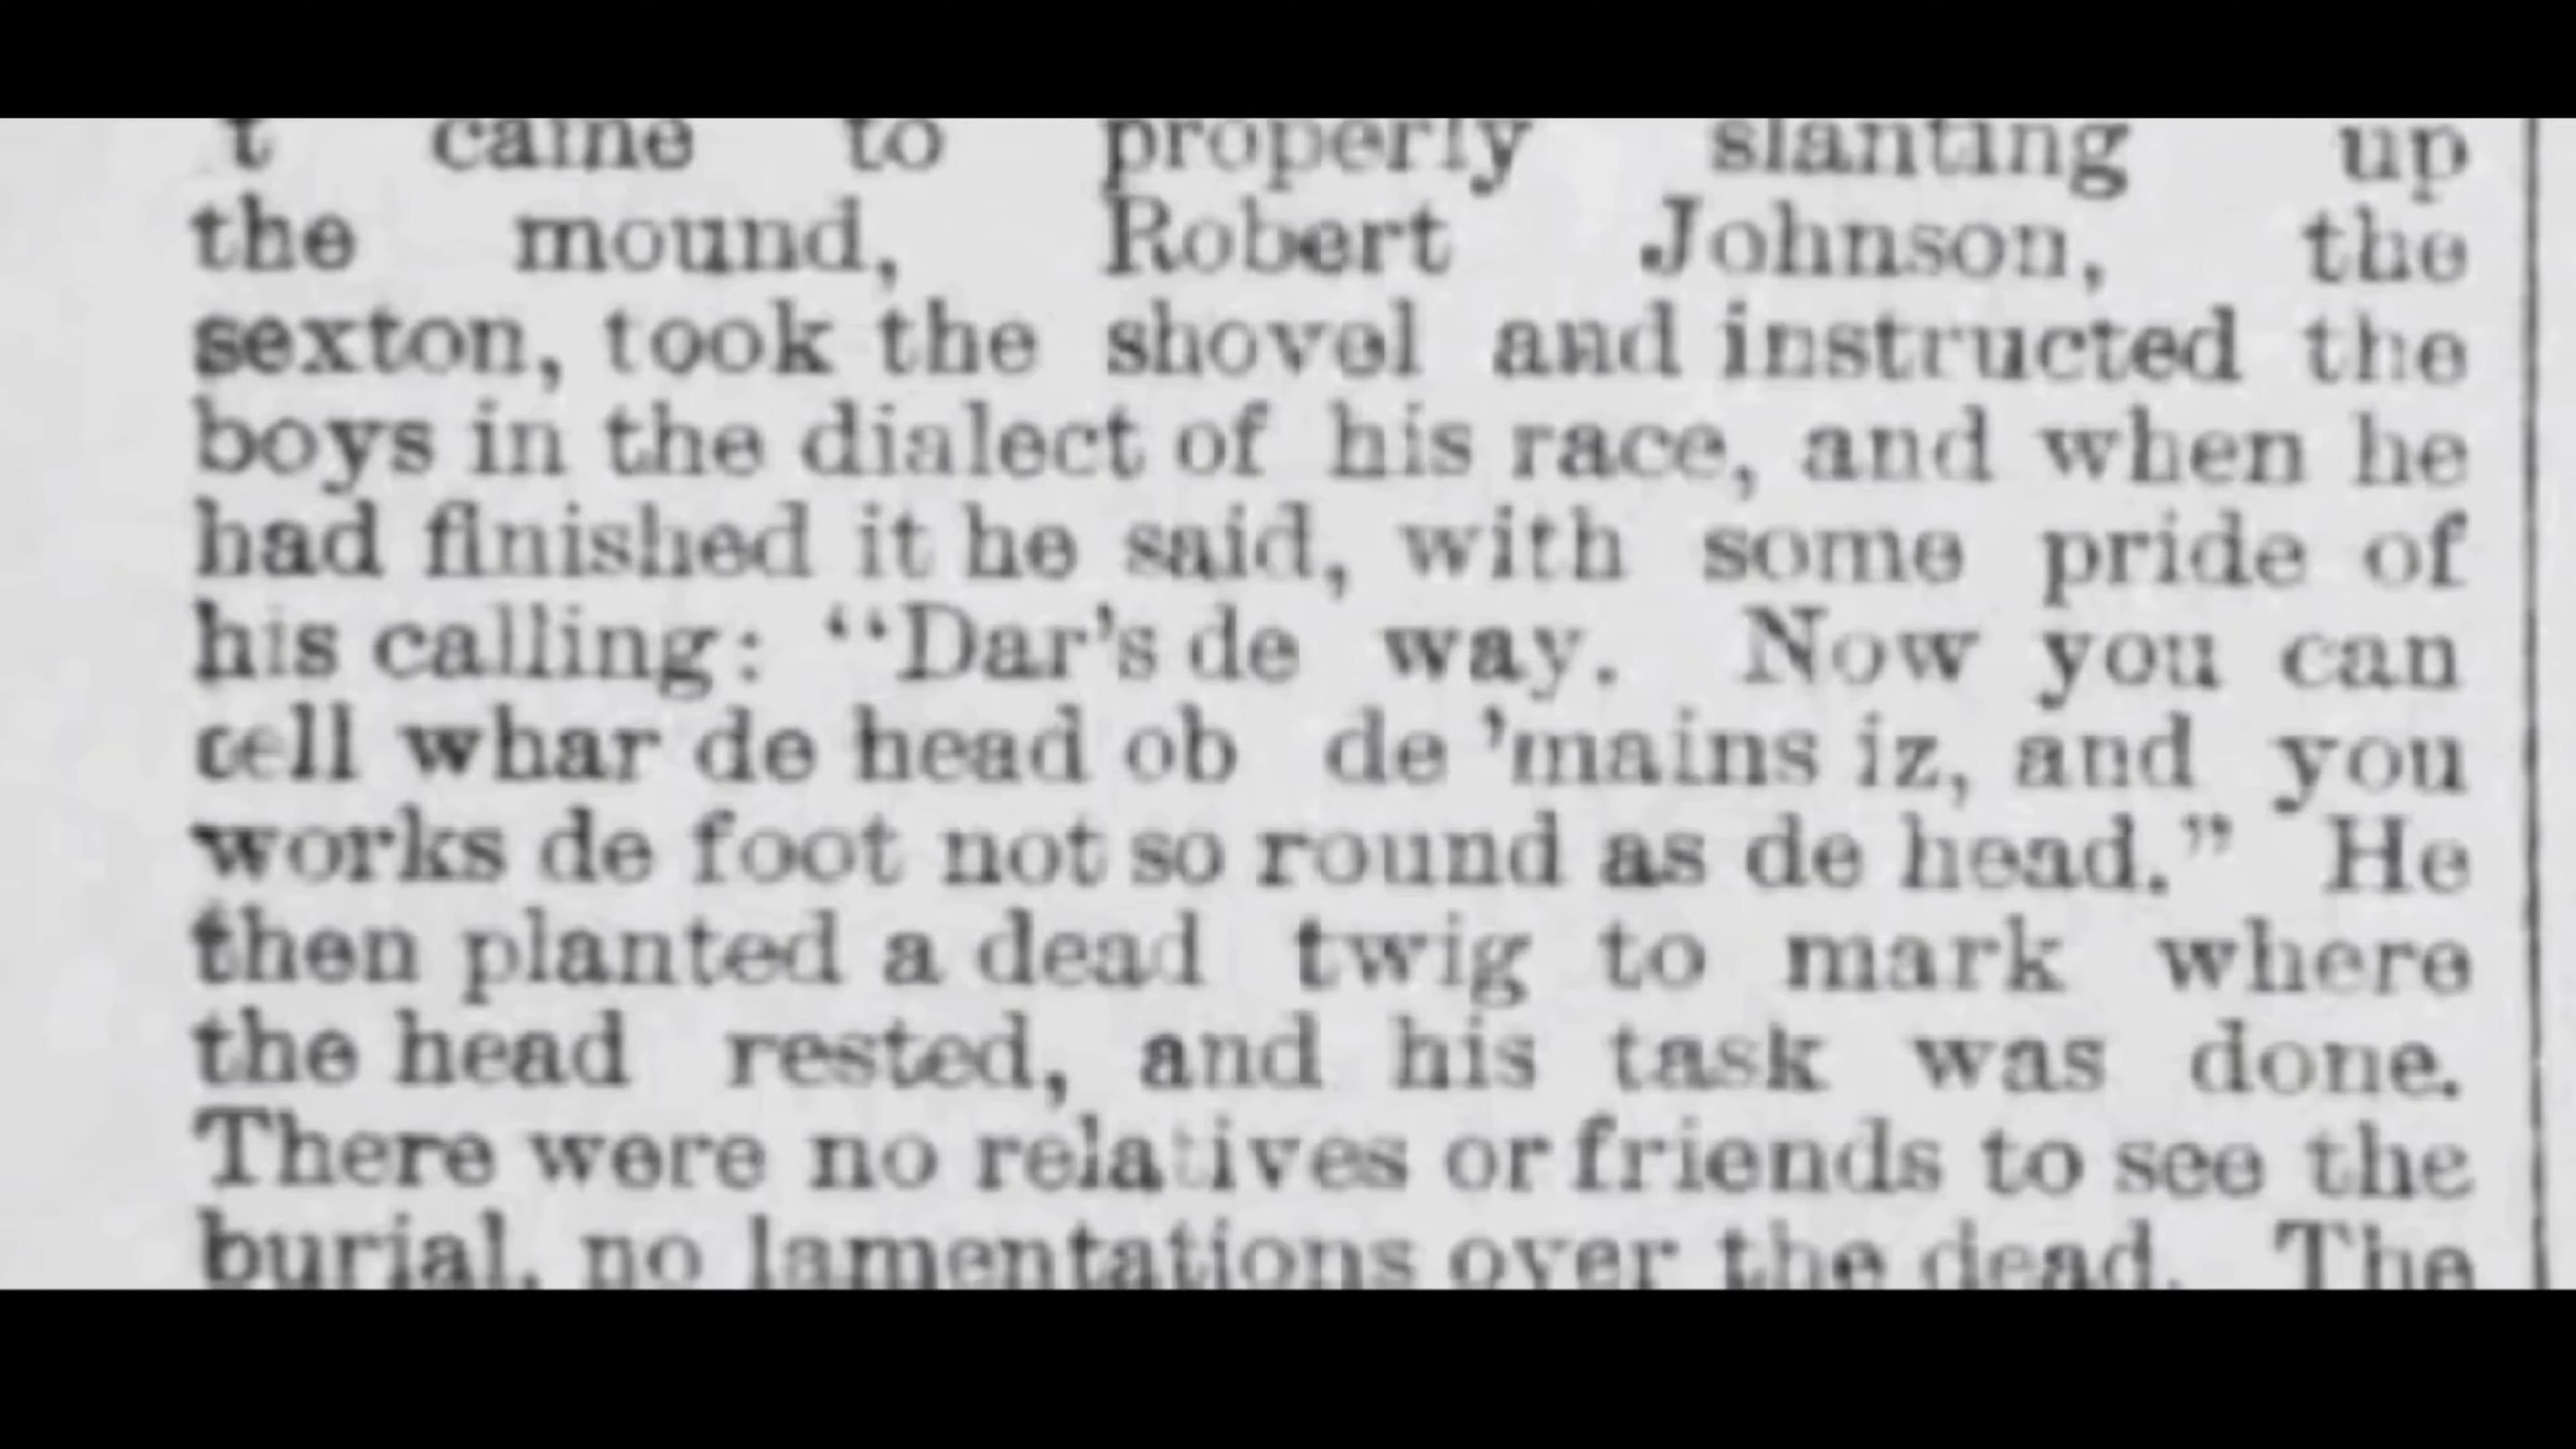 t came to properly slanting up
the mound, Robert Johnson, the
sexton, took the shovel and instructed the
boys in the dialect of his race, and when he
had finished it he said, with some pride of
his calling: “Dar's de way. Now you can
tell whar de head ob de 'mains iz, and you
works de foot not so round as de head.” He
then planted a dead twig to mark where
the head rested, and his task was done.
There were no relatives or friends to see the
burial, no lamentations over the dead. The